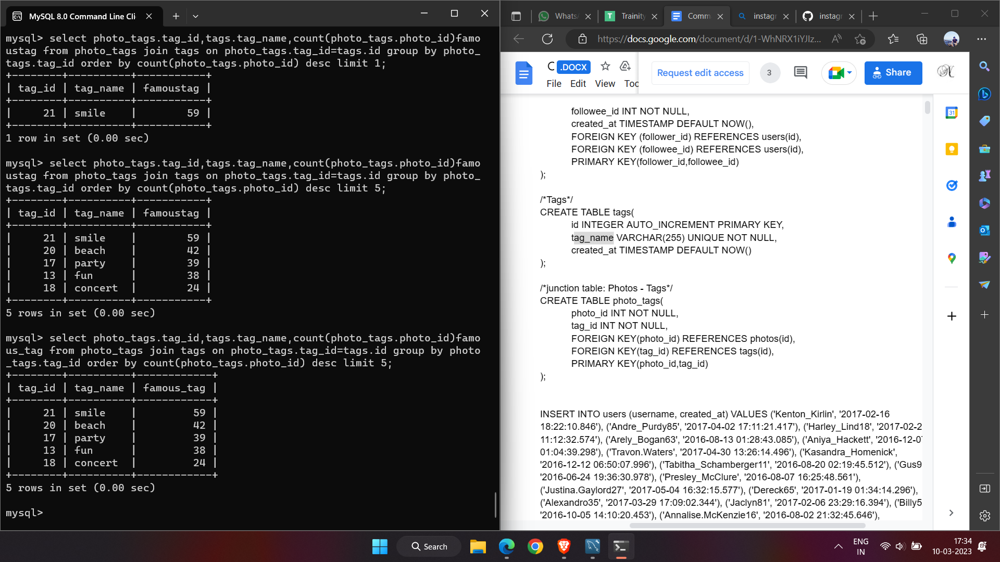 MySQL 8.0 Command Line Cli
mysql> select photo_tags.tag_id,tags.tag_name,count(photo_tags.photo_id)famo
ustag from photo_tags join tags on photo_tags.tag_id=tags.id group by photo_
tags.tag_id order by count(photo_tags.photo_id) desc limit 1;
+--------+----------+-----------+
| tag_id | tag_name | famoustag |
+--------+----------+-----------+
|     21 | smile    |        59 |
+--------+----------+-----------+
1 row in set (0.00 sec)
mysql> select photo_tags.tag_id,tags.tag_name,count(photo_tags.photo_id)famo
ustag from photo_tags join tags on photo_tags.tag_id=tags.id group by photo_
tags.tag_id order by count(photo_tags.photo_id) desc limit 5;
+--------+----------+-----------+
| tag_id | tag_name | famoustag |
+--------+----------+-----------+
|     21 | smile    |        59 |
|     20 | beach    |        42 |
|     17 | party    |        39 |
|     13 | fun      |        38 |
|     18 | concert  |        24 |
+--------+----------+-----------+
5 rows in set (0.00 sec)
mysql> select photo_tags.tag_id,tags.tag_name,count(photo_tags.photo_id)famo
us_tag from photo_tags join tags on photo_tags.tag_id=tags.id group by photo
_tags.tag_id order by count(photo_tags.photo_id) desc limit 5;
+--------+----------+------------+
| tag_id | tag_name | famous_tag |
+--------+----------+------------+
|     21 | smile    |         59 |
|     20 | beach    |         42 |
|     17 | party    |         39 |
|     13 | fun      |         38 |
|     18 | concert  |         24 |
+--------+----------+------------+
5 rows in set (0.00 sec)
mysql>
WhatsA
Trainity
Comm
instagr
instagr
https://docs.google.com/document/d/1-WhNRX1iYJlz...
C .DOCX
File Edit View Too
Request edit access
3
Share
31
followee_id INT NOT NULL,
created_at TIMESTAMP DEFAULT NOW(),
FOREIGN KEY (follower_id) REFERENCES users(id),
FOREIGN KEY (followee_id) REFERENCES users(id),
PRIMARY KEY(follower_id,followee_id)
);
/*Tags*/
CREATE TABLE tags(
id INTEGER AUTO_INCREMENT PRIMARY KEY,
tag_name VARCHAR(255) UNIQUE NOT NULL,
created_at TIMESTAMP DEFAULT NOW()
);
/*junction table: Photos - Tags*/
CREATE TABLE photo_tags(
photo_id INT NOT NULL,
tag_id INT NOT NULL,
FOREIGN KEY(photo_id) REFERENCES photos(id),
FOREIGN KEY(tag_id) REFERENCES tags(id),
PRIMARY KEY(photo_id,tag_id)
);
INSERT INTO users (username, created_at) VALUES ('Kenton_Kirlin', '2017-02-16
18:22:10.846'), ('Andre_Purdy85', '2017-04-02 17:11:21.417'), ('Harley_Lind18', '2017-02-2
11:12:32.574'), ('Arely_Bogan63', '2016-08-13 01:28:43.085'), ('Aniya_Hackett', '2016-12-07
01:04:39.298'), ('Travon.Waters', '2017-04-30 13:26:14.496'), ('Kasandra_Homenick',
'2016-12-12 06:50:07.996'), ('Tabitha_Schamberger11', '2016-08-20 02:19:45.512'), ('Gus9
'2016-06-24 19:36:30.978'), ('Presley_McClure', '2016-08-07 16:25:48.561'),
('Justina.Gaylord27', '2017-05-04 16:32:15.577'), ('Dereck65', '2017-01-19 01:34:14.296'),
('Alexandro35', '2017-03-29 17:09:02.344'), ('Jaclyn81', '2017-02-06 23:29:16.394'), ('Billy5
'2016-10-05 14:10:20.453'), ('Annalise.McKenzie16', '2016-08-02 21:32:45.646'),
Search
ENG
IN
17:34
10-03-2023